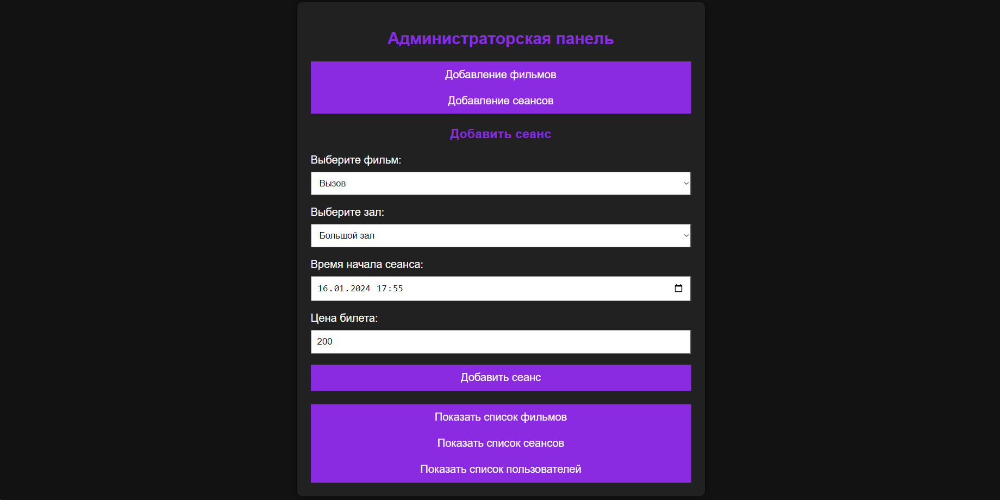 Администраторская панель
Добавление фильмов
Добавление сеансов
Добавить сеанс
Выберите фильм:
Вызов
Выберите зал:
Большой зал
Время начала сеанса:
16.01.2024 17:55
Цена билета:
200
Добавить сеанс
Показать список фильмов
Показать список сеансов
Показать список пользователей